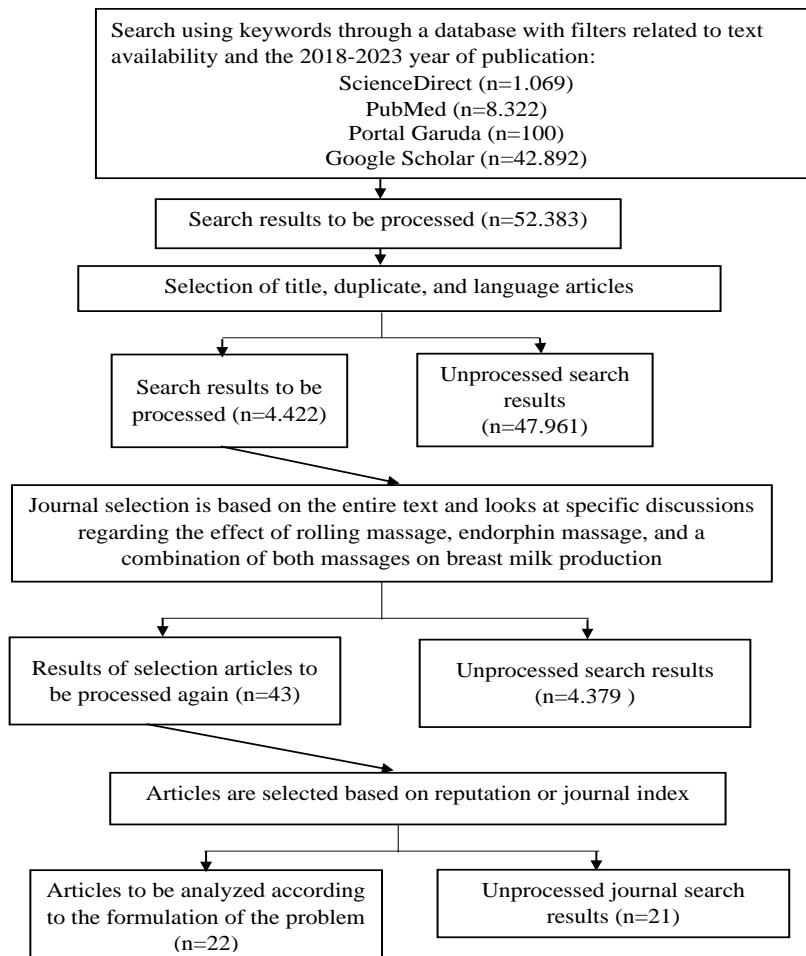 Search using keywords through a database with filters related to text
availability and the 2018-2023 year of publication:
ScienceDirect (n=1.069)
PubMed (n=8.322)
Portal Garuda (n=100)
Google Scholar (n=42.892)
Search results to be processed (n=52.383)
Selection of title, duplicate, and language articles
Search results to be
processed (n=4.422)
Unprocessed search
results
(n=47.961)
Journal selection is based on the entire text and looks at specific discussions
regarding the effect of rolling massage, endorphin massage, and a
combination of both massages on breast milk production
Results of selection articles to
be processed again (n=43)
Unprocessed search results
(n=4.379 )
Articles are selected based on reputation or journal index
Articles to be analyzed according
to the formulation of the problem
(n=22)
Unprocessed journal search
results (n=21)